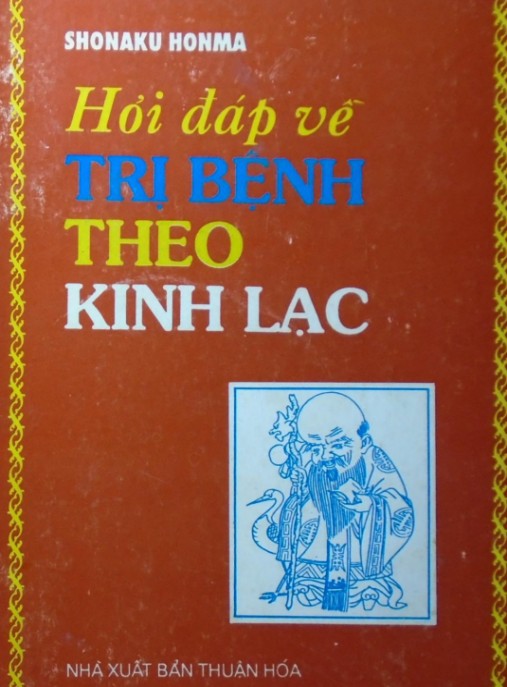 SHONAKU HONMA
Hỏi đáp về
TRỊ BỆNH
THEO
KINH LẠC
NHÀ XUẤT BẢN THUẬN HÓA